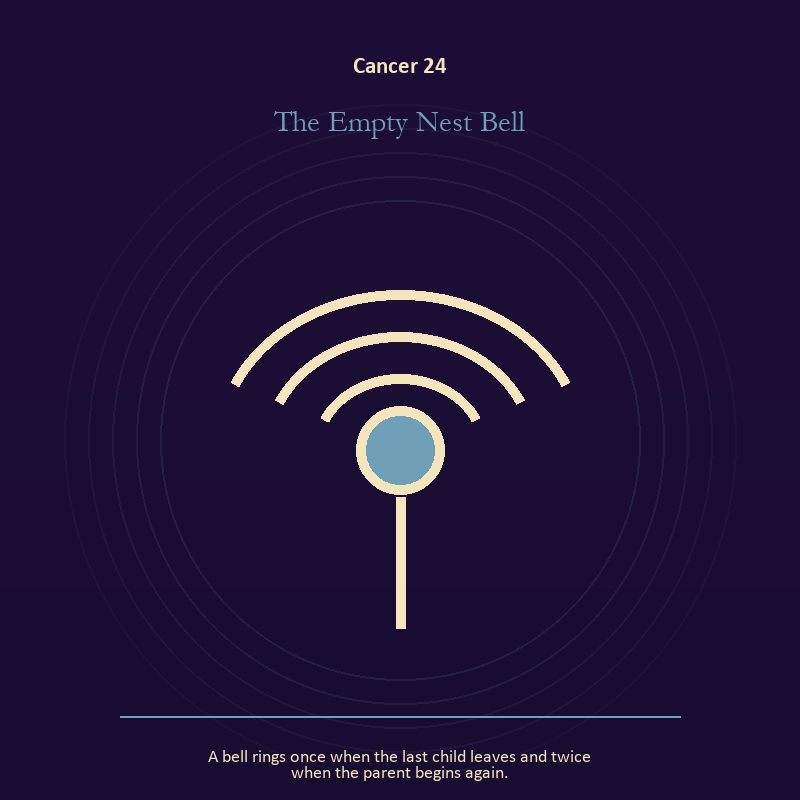 Cancer 24
The Empty Nest Bell
A bell rings once when the last child leaves and twice
when the parent begins again.